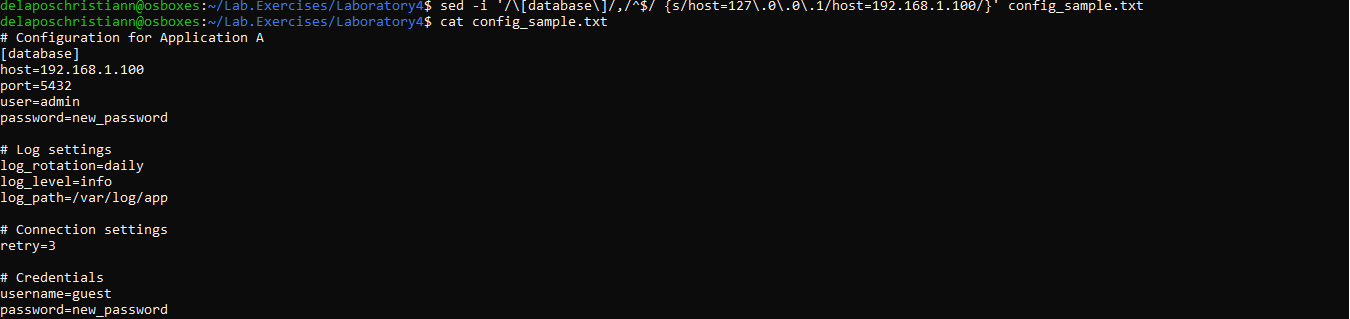 delaposchristiann@osboxes:~/Lab.Exercises/Laboratory4$ sed -i '/\[database\]/,/^$/ {s/host=127\.0\.0\.1/host=192.168.1.100/}' config_sample.txt
delaposchristiann@osboxes:~/Lab.Exercises/Laboratory4$ cat config_sample.txt
# Configuration for Application A
[database]
host=192.168.1.100
port=5432
user=admin
password=new_password

# Log settings
log_rotation=daily
log_level=info
log_path=/var/log/app

# Connection settings
retry=3

# Credentials
username=guest
password=new_password